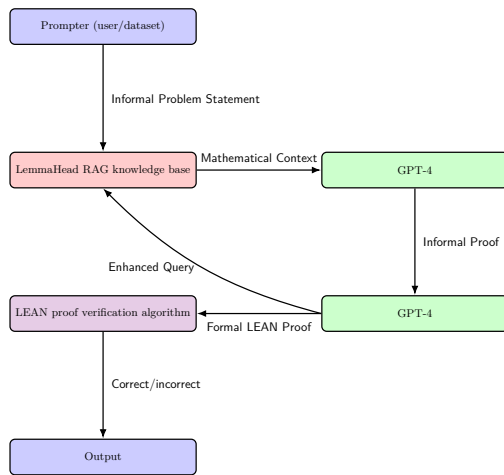 Prompter (user/dataset)
Informal Problem Statement
LemmaHead RAG knowledge base
Mathematical Context
GPT-4
Informal Proof
Enhanced Query
LEAN proof verification algorithm
Formal LEAN Proof
GPT-4
Correct/incorrect
Output